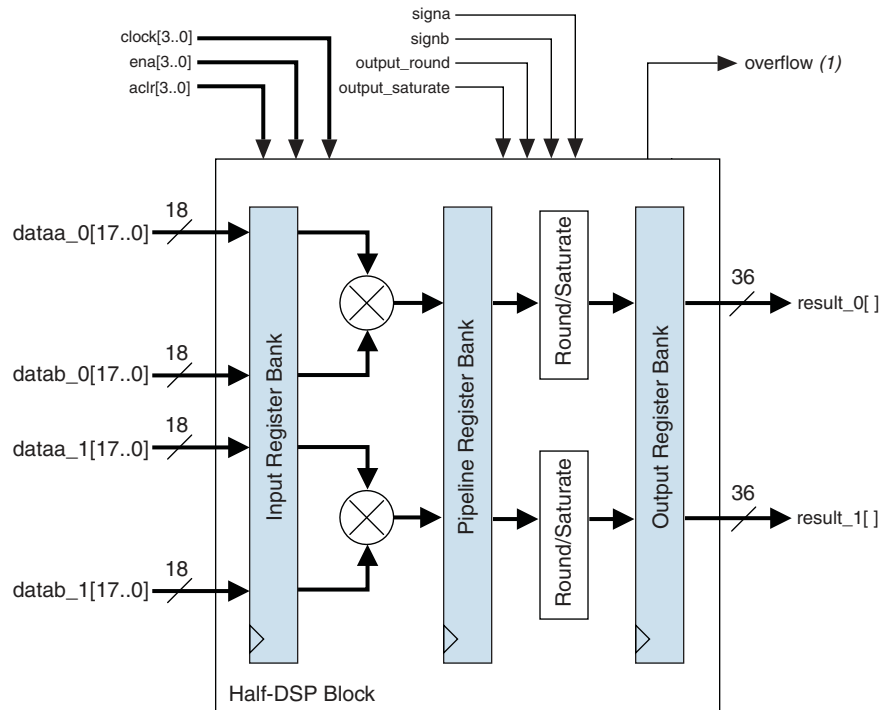 signa
clock[3..0]
signb
ena[3..0]
output_round
overflow (1)
aclr[3..0]
output_saturate
18
dataa_0[17..0]
36
result_0[ ]
18
datab_0[17..0]
18
dataa_1[17..0]
36
result_1[ ]
18
datab_1[17..0]
Input Register Bank
Pipeline Register Bank
Round/Saturate
Round/Saturate
Output Register Bank
Half-DSP Block